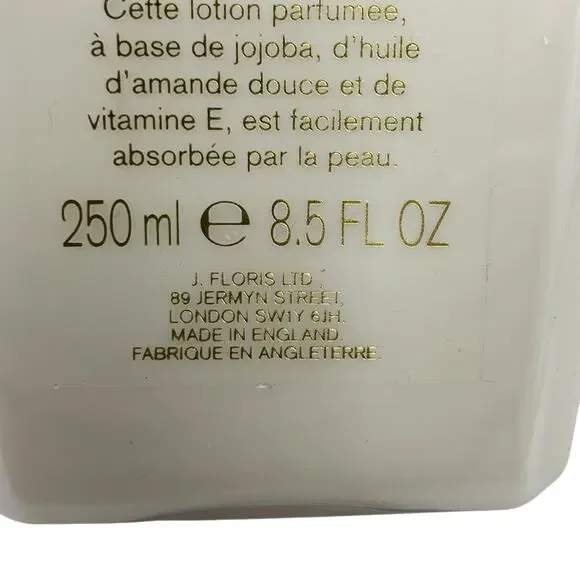 Cette lotion parfumée,
à base de jojoba, d'huile
d'amande douce et de
vitamine E, est facilement
absorbée par la peau.
250 ml e 8.5 FL OZ
J. FLORIS LTD.,
89 JERMYN STREET,
LONDON SW1Y 6JH.
MADE IN ENGLAND.
FABRIQUE EN ANGLETERRE.